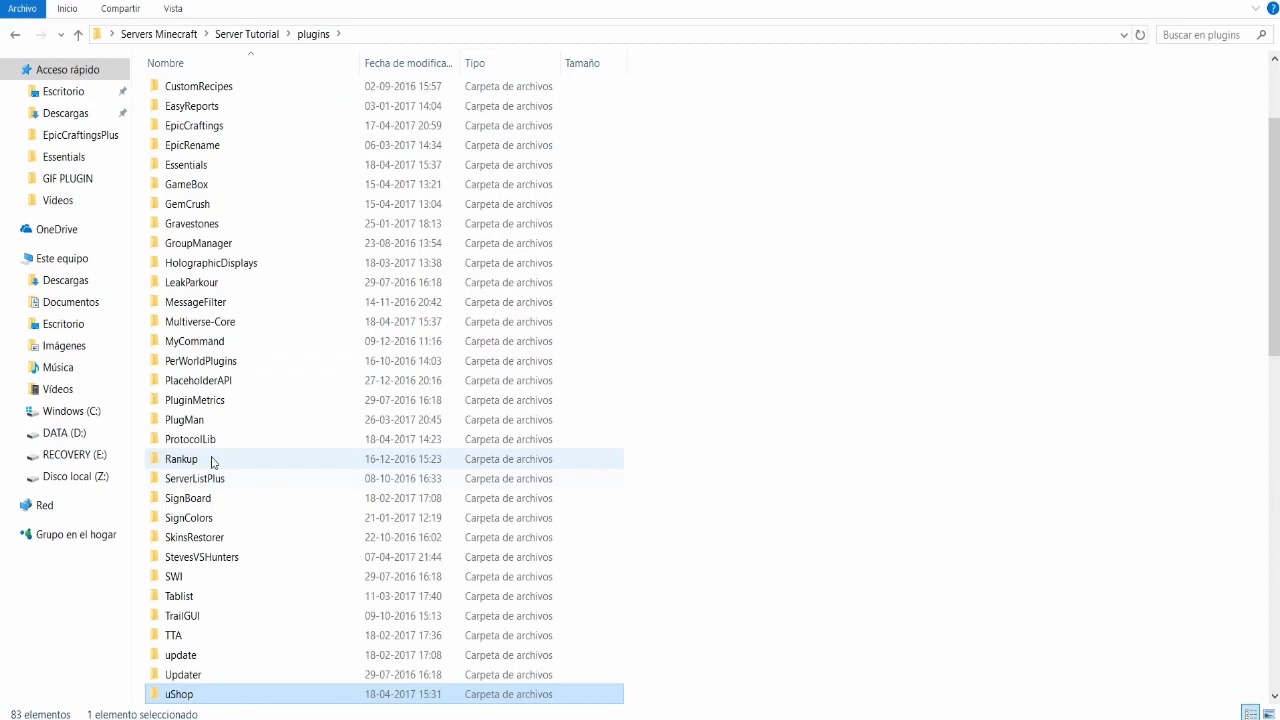 Archivo Inicio Compartir Vista
Servers Minecraft Server Tutorial plugins Buscar en plugins
Nombre Fecha de modifica... Tipo Tamaño
Acceso rápido
Escritorio
Descargas
EpicCraftingsPlus
Essentials
GIF PLUGIN
Vídeos
OneDrive
Este equipo
Descargas
Documentos
Escritorio
Imágenes
Música
Vídeos
Windows (C:)
DATA (D:)
RECOVERY (E:)
Disco local (Z:)
Red
Grupo en el hogar
CustomRecipes 02-09-2016 15:57 Carpeta de archivos
EasyReports 03-01-2017 14:04 Carpeta de archivos
EpicCraftings 17-04-2017 20:59 Carpeta de archivos
EpicRename 06-03-2017 14:34 Carpeta de archivos
Essentials 18-04-2017 15:37 Carpeta de archivos
GameBox 15-04-2017 13:21 Carpeta de archivos
GemCrush 15-04-2017 13:04 Carpeta de archivos
Gravestones 25-01-2017 18:13 Carpeta de archivos
GroupManager 23-08-2016 13:54 Carpeta de archivos
HolographicDisplays 18-03-2017 13:38 Carpeta de archivos
LeakParkour 29-07-2016 16:18 Carpeta de archivos
MessageFilter 14-11-2016 20:42 Carpeta de archivos
Multiverse-Core 18-04-2017 15:37 Carpeta de archivos
MyCommand 09-12-2016 11:16 Carpeta de archivos
PerWorldPlugins 16-10-2016 14:03 Carpeta de archivos
PlaceholderAPI 27-12-2016 20:16 Carpeta de archivos
PluginMetrics 29-07-2016 16:18 Carpeta de archivos
PlugMan 26-03-2017 20:45 Carpeta de archivos
ProtocolLib 18-04-2017 14:23 Carpeta de archivos
Rankup 16-12-2016 15:23 Carpeta de archivos
ServerListPlus 08-10-2016 16:33 Carpeta de archivos
SignBoard 18-02-2017 17:08 Carpeta de archivos
SignColors 21-01-2017 12:19 Carpeta de archivos
SkinsRestorer 22-10-2016 16:02 Carpeta de archivos
StevesVSHunters 07-04-2017 21:44 Carpeta de archivos
SWI 29-07-2016 16:18 Carpeta de archivos
Tablist 11-03-2017 17:40 Carpeta de archivos
TrailGUI 09-10-2016 15:13 Carpeta de archivos
TTA 18-02-2017 17:36 Carpeta de archivos
update 18-02-2017 17:08 Carpeta de archivos
Updater 29-07-2016 16:18 Carpeta de archivos
uShop 18-04-2017 15:31 Carpeta de archivos
83 elementos 1 elemento seleccionado